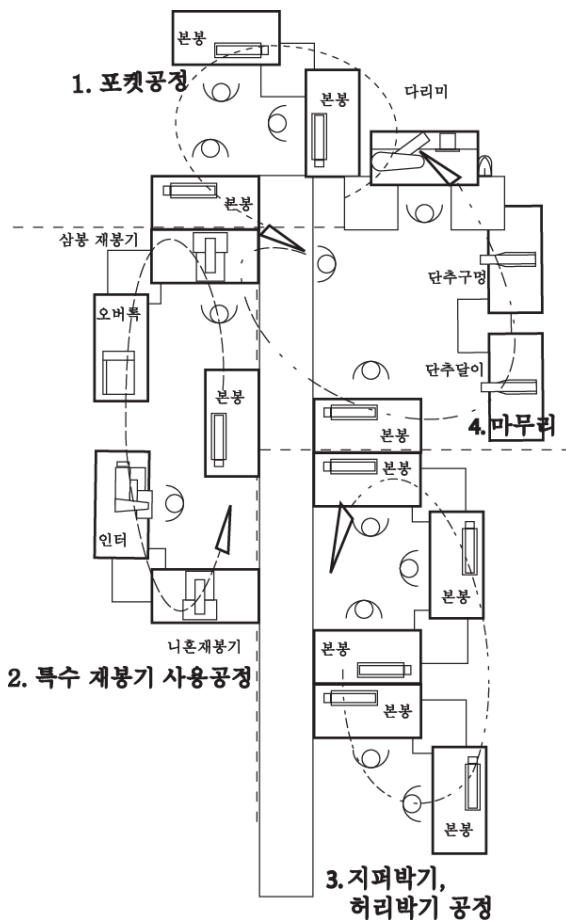 본봉
1. 포켓공정
본봉
다리미
본봉
삼봉 재봉기
오버록
단추구멍
본봉
단추달이
4. 마무리
본봉
본봉
인터
본봉
니혼재봉기
2. 특수 재봉기 사용공정
본봉
본봉
본봉
3. 지퍼박기,
허리박기 공정